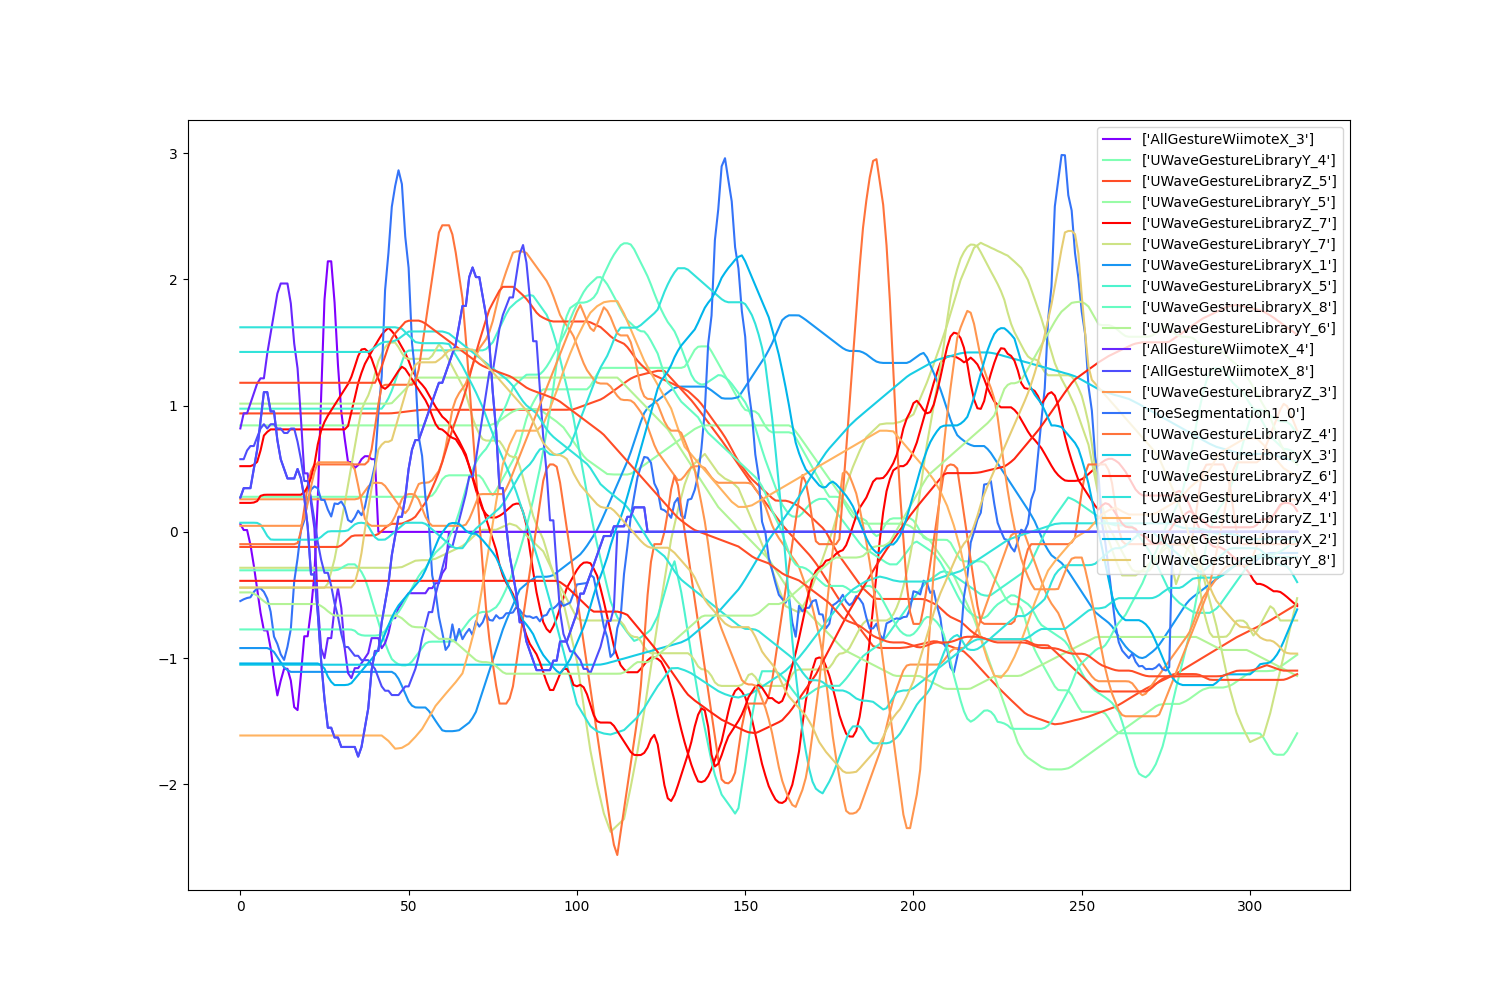 3
2
1
0
−1
−2
0
50
100
150
200
250
300
['AllGestureWiimoteX_3']
['UWaveGestureLibraryY_4']
['UWaveGestureLibraryZ_5']
['UWaveGestureLibraryY_5']
['UWaveGestureLibraryZ_7']
['UWaveGestureLibraryY_7']
['UWaveGestureLibraryX_1']
['UWaveGestureLibraryX_5']
['UWaveGestureLibraryX_8']
['UWaveGestureLibraryY_6']
['AllGestureWiimoteX_4']
['AllGestureWiimoteX_8']
['UWaveGestureLibraryZ_3']
['ToeSegmentation1_0']
['UWaveGestureLibraryZ_4']
['UWaveGestureLibraryX_3']
['UWaveGestureLibraryZ_6']
['UWaveGestureLibraryX_4']
['UWaveGestureLibraryZ_1']
['UWaveGestureLibraryX_2']
['UWaveGestureLibraryY_8']